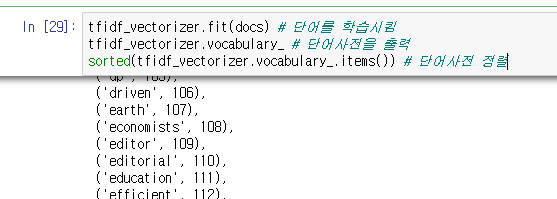 In [29]:
tfidf_vectorizer.fit(docs) # 단어를 학습시킴
tfidf_vectorizer.vocabulary_ # 단어사전을 출력
sorted(tfidf_vectorizer.vocabulary_.items()) # 단어사전 정렬
('driven', 106),
('earth', 107),
('economists', 108),
('editor', 109),
('editorial', 110),
('education', 111),
('efficient', 112),